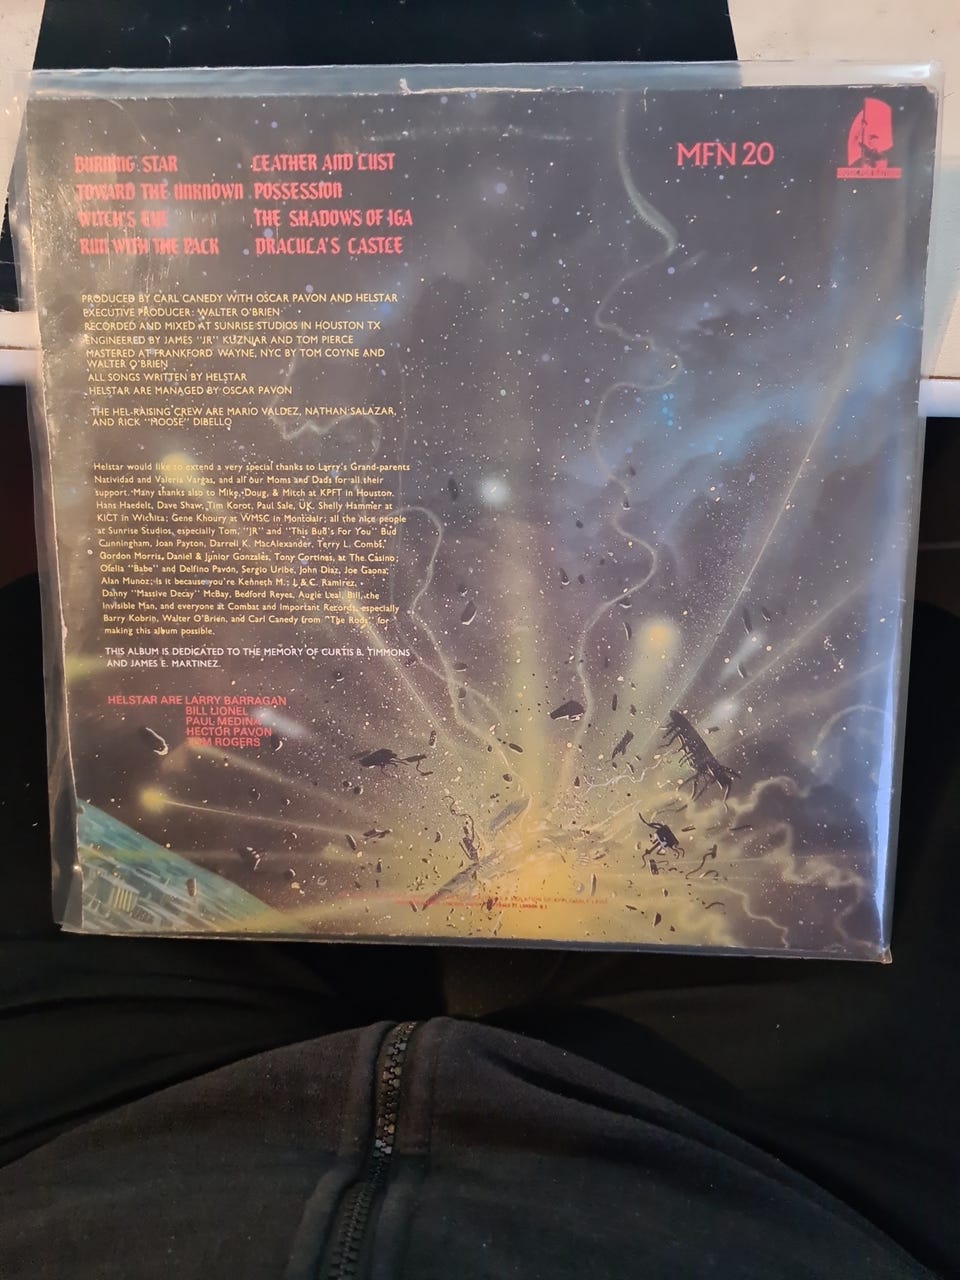 BURNING STAR
TOWARD THE UNKNOWN
WITCH'S EYE
RUN WITH THE PACK
LEATHER AND LUST
POSSESSION
THE SHADOWS OF IGA
DRACULA'S CASTLE
MFN 20
MUSIC FOR NATIONS
PRODUCED BY CARL CANEDY WITH OSCAR PAVON AND HELSTAR
EXECUTIVE PRODUCER: WALTER O'BRIEN
RECORDED AND MIXED AT SUNRISE STUDIOS IN HOUSTON TX
ENGINEERED BY JAMES "JR" KUZNIAR AND TOM PIERCE
MASTERED AT FRANKFORD WAYNE, NYC BY TOM COYNE AND
WALTER O'BRIEN
ALL SONGS WRITTEN BY HELSTAR
HELSTAR ARE MANAGED BY OSCAR PAVON
THE HEL-RAISING CREW ARE MARIO VALDEZ, NATHAN SALAZAR,
AND RICK "MOOSE" DIBELLO
Helstar would like to extend a very special thanks to Larry's Grand-parents
Natividad and Valeria Vargas, and all our Moms and Dads for all their
support. Many thanks also to Mike, Doug, & Mitch at KPFT in Houston.
Hans Haedelt, Dave Shaw, Tim Korot, Paul Sale, UK. Shelly Hammer at
KICT in Wichita; Gene Khoury at WMSC in Montclair; all the nice people
at Sunrise Studios, especially Tom, "JR" and "This Bud's For You" Bud
Cunningham, Joan Payton, Darrell K. MacAlexander, Terry L. Combs,
Gordon Morris, Daniel & Junior Gonzales, Tony Cortinas, at The Casino;
Ofelia "Babe" and Delfino Pavón, Sergio Uribe, John Diaz, Joe Gaona,
Alan Munoz; Is it because you're Kenneth M.; J. & C. Ramirez,
Danny "Massive Decay" McBay, Bedford Reyes, Augie Leal, Bill, the
Invisible Man, and everyone at Combat and Important Records, especially
Barry Kobrin, Walter O'Brien, and Carl Canedy from "The Rods" for
making this album possible.
THIS ALBUM IS DEDICATED TO THE MEMORY OF CURTIS B. TIMMONS
AND JAMES E. MARTINEZ.
HELSTAR ARE LARRY BARRAGAN
BILL LIONEL
PAUL MEDINA
HECTOR PAVON
TOM ROGERS
A VIOLATION OF APPLICABLE LAWS
LONDON